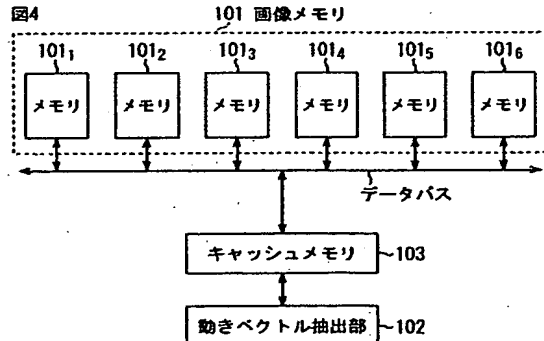 図4
101 画像メモリ
101₁ 101₂ 101₃ 101₄ 101₅ 101₆
メモリ メモリ メモリ メモリ メモリ メモリ
データバス
キャッシュメモリ 103
動きベクトル抽出部 102